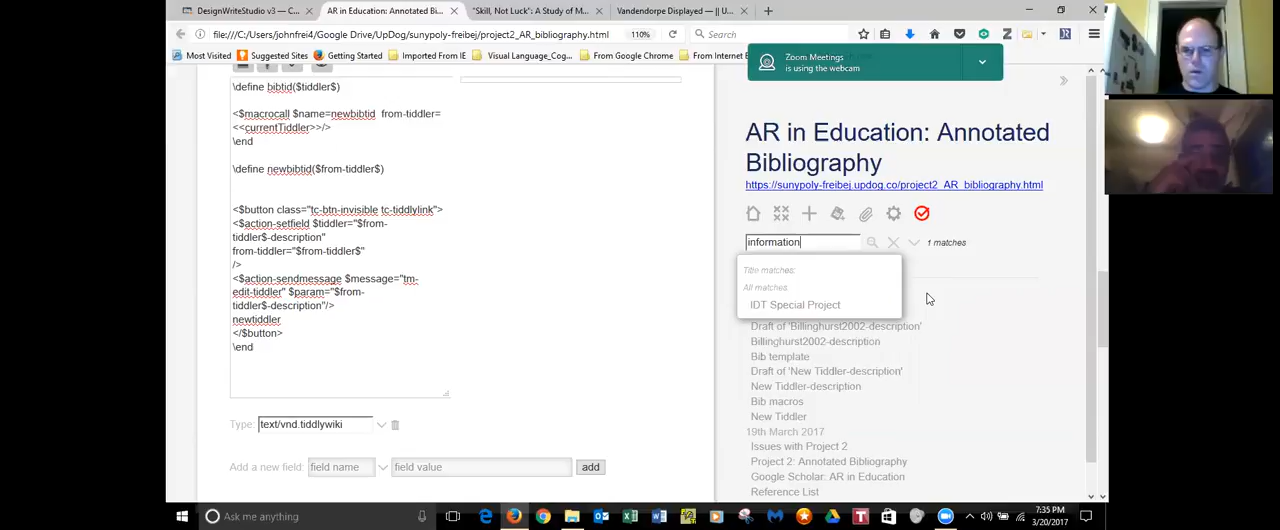 DesignWriteStudio v3 — C...
AR in Education: Annotated Bi...
"Skill, Not Luck": A Study of M...
Vandendorpe Displayed — || U...
file:///C:/Users/johnfrei4/Google Drive/UpDog/sunypoly-freibej/project2_AR_bibliography.html
110%
Search
Most Visited
Suggested Sites
Getting Started
Imported From IE
Visual Language_Cog...
From Google Chrome
From Internet
Zoom Meetings
is using the webcam
\define bibtid($tiddler$)
<$macrocall $name=newbibtid from-tiddler=
<<currentTiddler>>/>
\end
\define newbibtid($from-tiddler$)
<$button class="tc-btn-invisible tc-tiddlylink">
<$action-setfield $tiddler="$from-
tiddler$-description"
from-tiddler="$from-tiddler$"
/>
<$action-sendmessage $message="tm-
edit-tiddler" $param="$from-
tiddler$-description"/>
newtiddler
</$button>
\end
Type: text/vnd.tiddlywiki
Add a new field: field name field value add
AR in Education: Annotated
Bibliography
https://sunypoly-freibej.updog.co/project2_AR_bibliography.html
information
1 matches
Title matches:
All matches
IDT Special Project
Draft of 'Billinghurst2002-description'
Billinghurst2002-description
Bib template
Draft of 'New Tiddler-description'
New Tiddler-description
Bib macros
New Tiddler
19th March 2017
Issues with Project 2
Project 2: Annotated Bibliography
Google Scholar: AR in Education
Reference List
Ask me anything
7:35 PM
3/20/2017